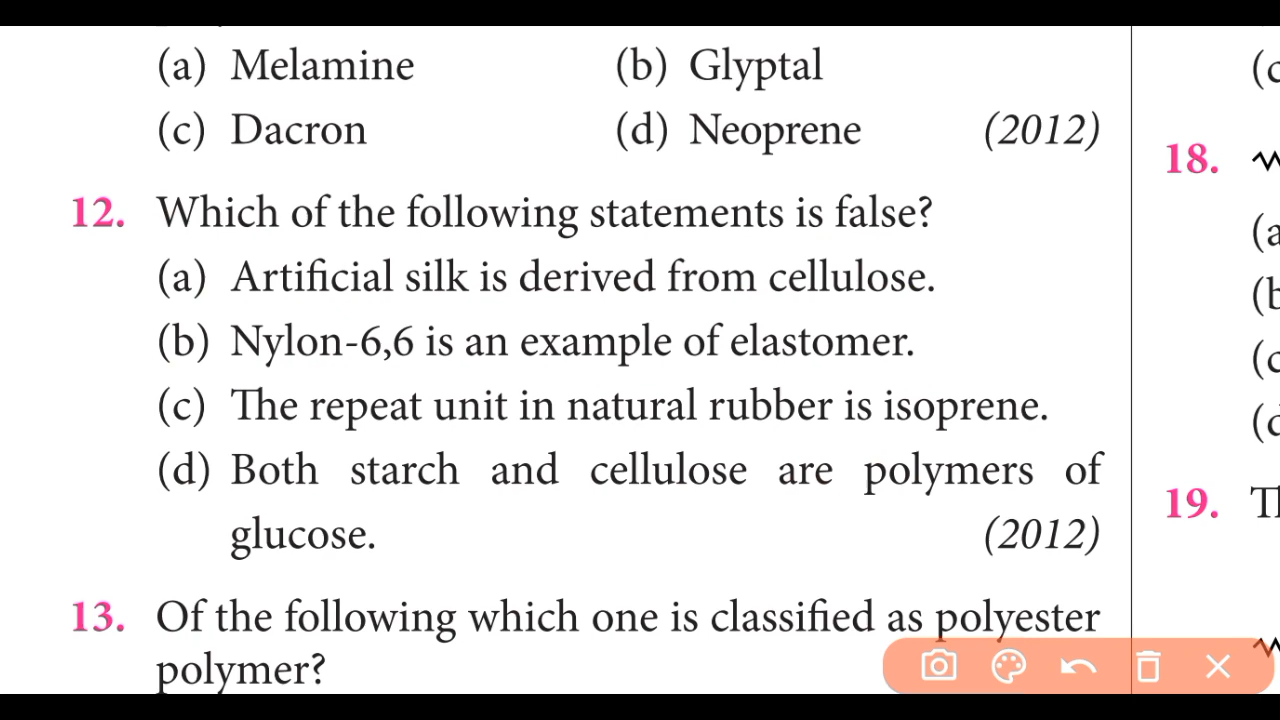 (a) Melamine (b) Glyptal
(c) Dacron (d) Neoprene (2012)
12. Which of the following statements is false?
(a) Artificial silk is derived from cellulose.
(b) Nylon-6,6 is an example of elastomer.
(c) The repeat unit in natural rubber is isoprene.
(d) Both starch and cellulose are polymers of
glucose. (2012)
13. Of the following which one is classified as polyester
polymer?
18.
19.